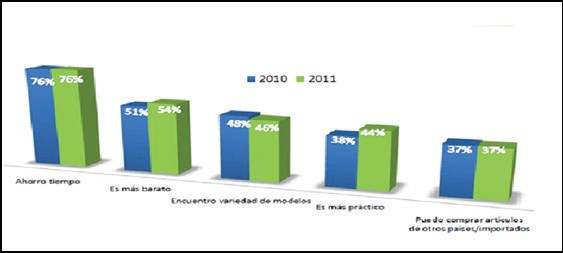 2010 2011
76% 76%
51% 54%
48% 46%
38% 44%
37% 37%
Ahorro tiempo
Es más barato
Encuentro variedad de modelos
Es más práctico
Puedo comprar artículos
de otros países/importados